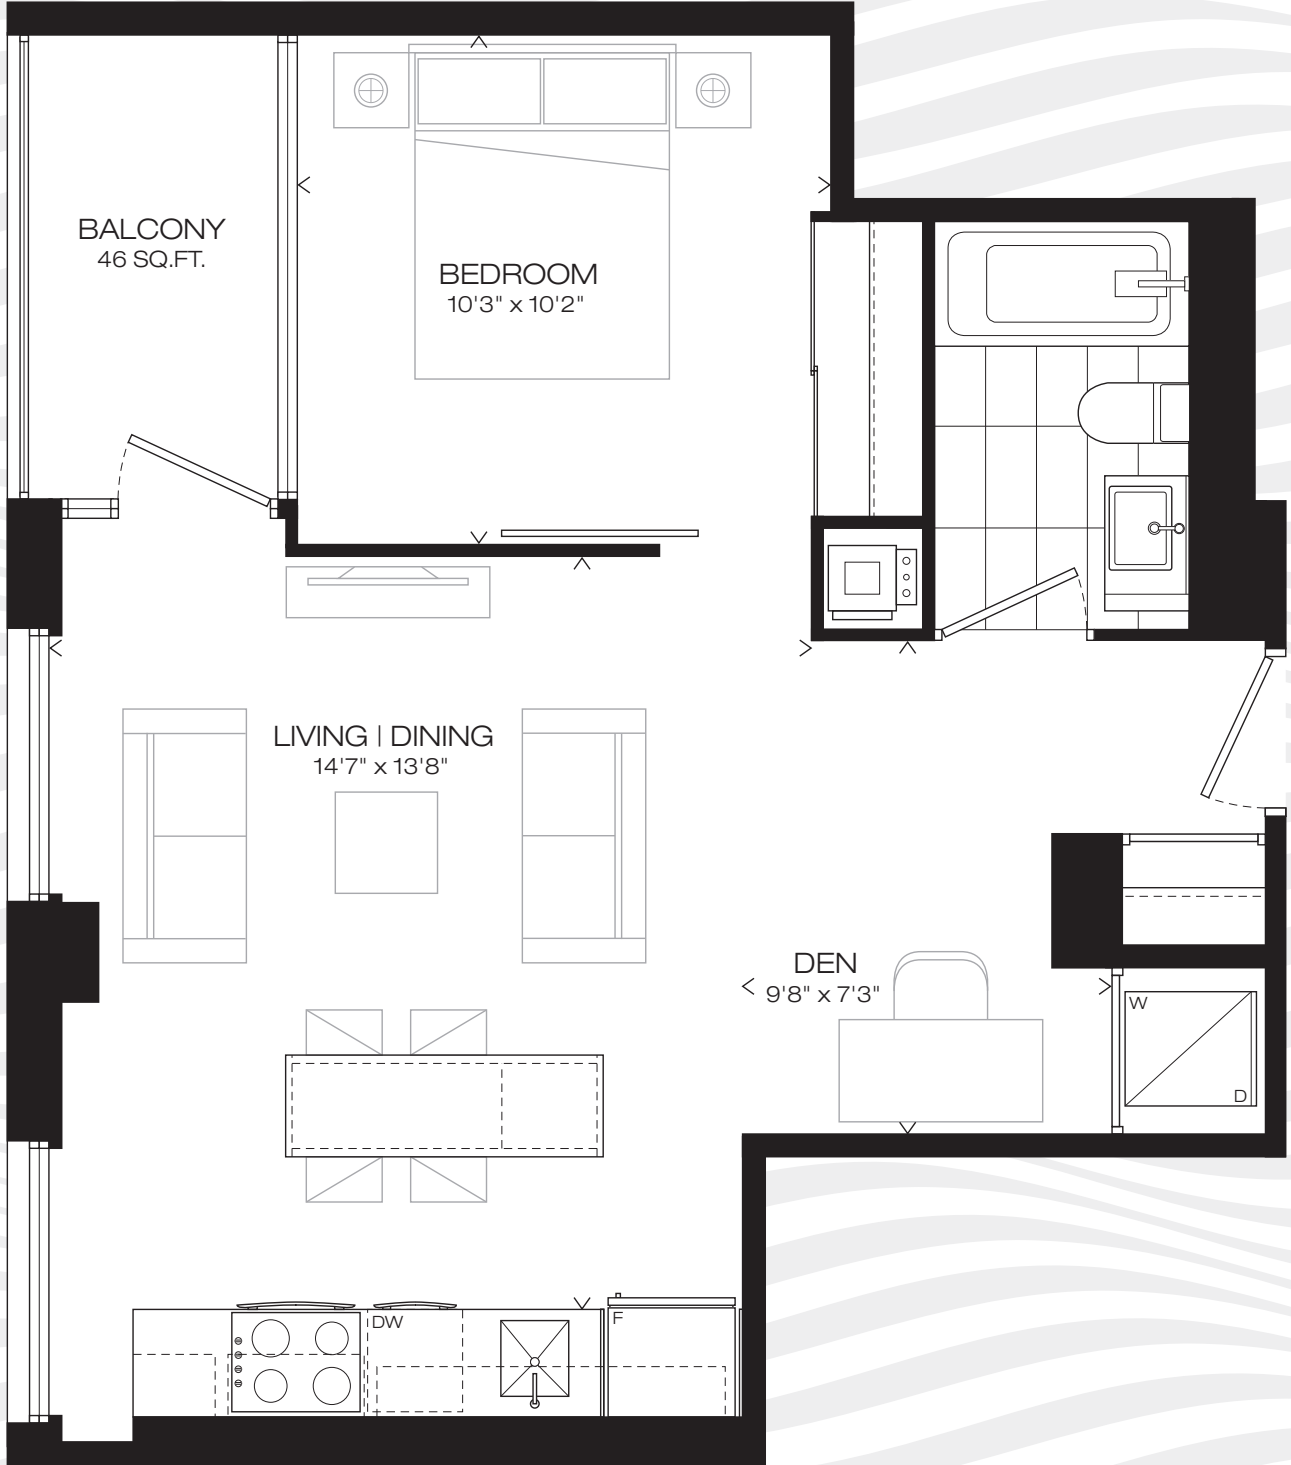 BALCONY
46 SQ.FT.
BEDROOM
10'3" x 10'2"
LIVING | DINING
14'7" x 13'8"
DEN
9'8" x 7'3"
W
D
DW
F